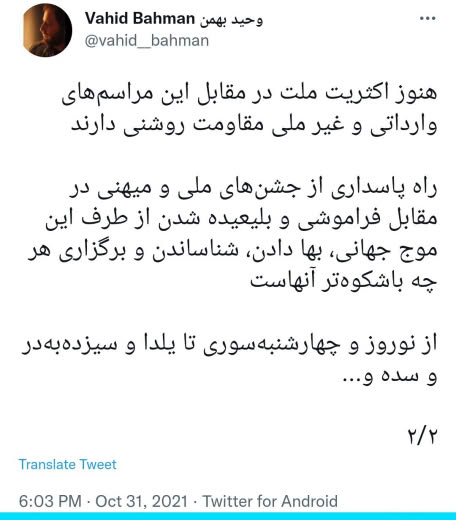 Vahid Bahman وحید بهمن
@vahid__bahman
هنوز اکثریت ملت در مقابل این مراسم‌های
وارداتی و غیر ملی مقاومت روشنی دارند
راه پاسداری از جشن‌های ملی و میهنی در
مقابل فراموشی و بلیعیده شدن از طرف این
موج جهانی، بها دادن، شناساندن و برگزاری هر
چه باشکوه‌تر آنهاست
از نوروز و چهارشنبه‌سوری تا یلدا و سیزده‌به‌در
و سده و...
۲/۲
Translate Tweet
6:03 PM · Oct 31, 2021 · Twitter for Android